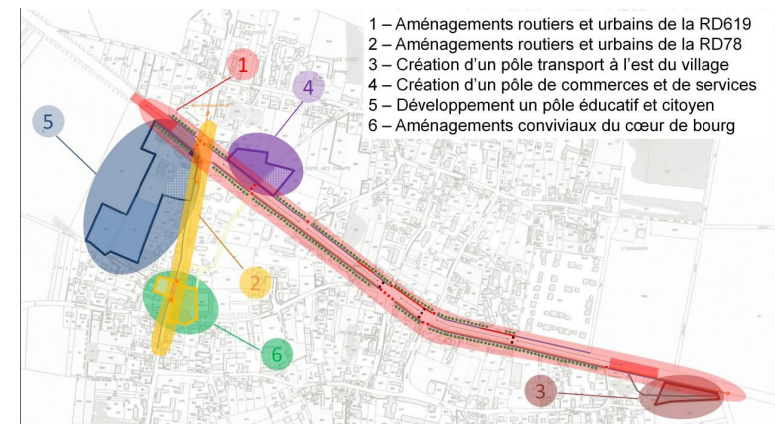 1 – Aménagements routiers et urbains de la RD619
2 – Aménagements routiers et urbains de la RD78
3 – Création d'un pôle transport à l'est du village
4 – Création d'un pôle de commerces et de services
5 – Développement un pôle éducatif et citoyen
6 – Aménagements conviviaux du cœur de bourg
1
4
5
2
6
3